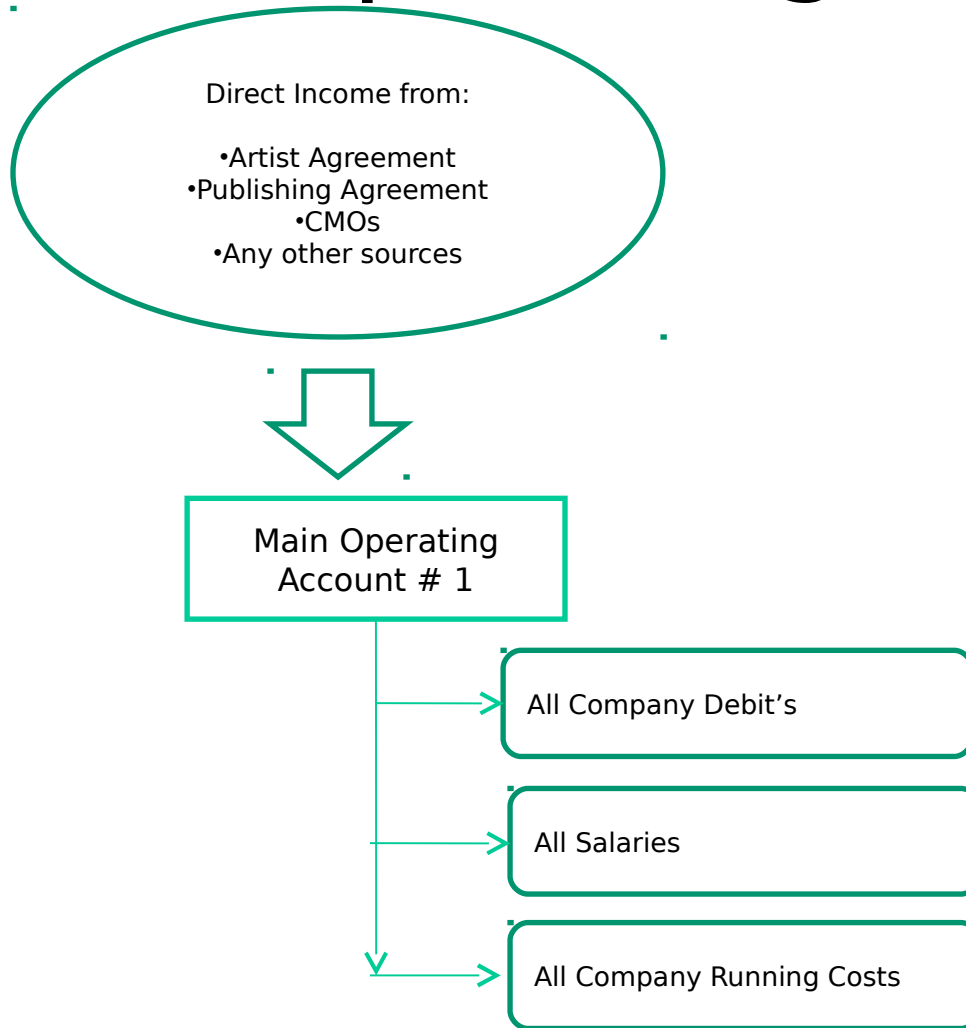 Direct Income from:
•Artist Agreement
•Publishing Agreement
•CMOs
•Any other sources
Main Operating
Account # 1
All Company Debit’s
All Salaries
All Company Running Costs